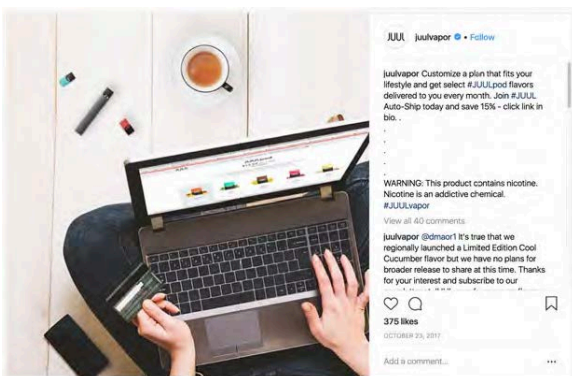 JUUL juulvapor • Follow
juulvapor Customize a plan that fits your
lifestyle and get select #JUULpod flavors
delivered to you every month. Join #JUUL
Auto-Ship today and save 15% - click link in
bio. .
.
.
.
.
.
WARNING: This product contains nicotine.
Nicotine is an addictive chemical.
#JUULvapor
View all 40 comments
juulvapor @dmaor1 It's true that we
regionally launched a Limited Edition Cool
Cucumber flavor but we have no plans for
broader release to share at this time. Thanks
for your interest and subscribe to our
375 likes
OCTOBER 23, 2017
Add a comment...